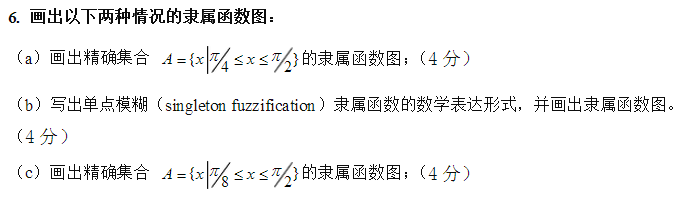 6. 画出以下两种情况的隶属函数图：
（a）画出精确集合 A={x|π/4≤x≤π/2}的隶属函数图；（4 分）
（b）写出单点模糊（singleton fuzzification）隶属函数的数学表达形式，并画出隶属函数图。
（4 分）
（c）画出精确集合 A={x|π/8≤x≤π/2}的隶属函数图；（4 分）